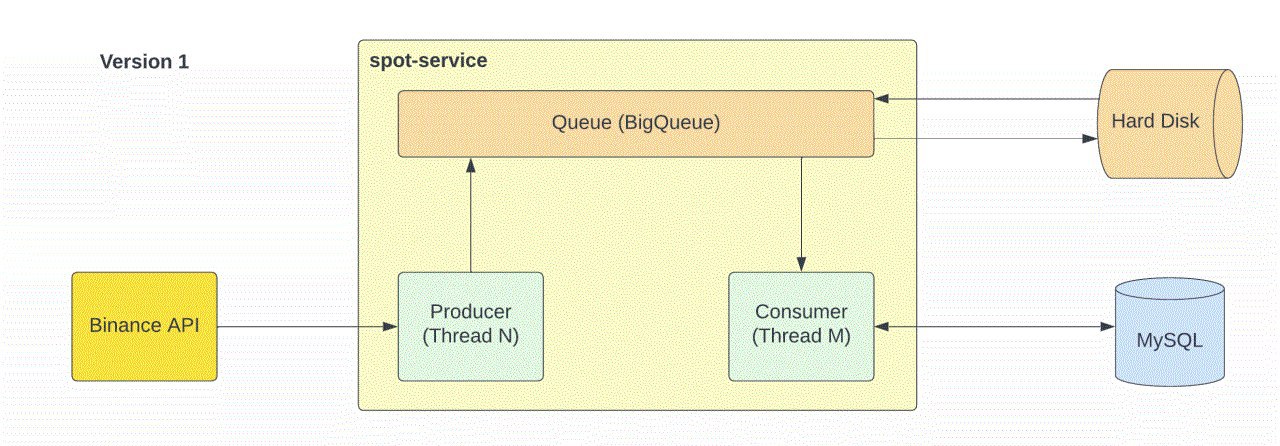 Version 1
spot-service
Queue (BigQueue)
Hard Disk
Binance API
Producer
(Thread N)
Consumer
(Thread M)
MySQL